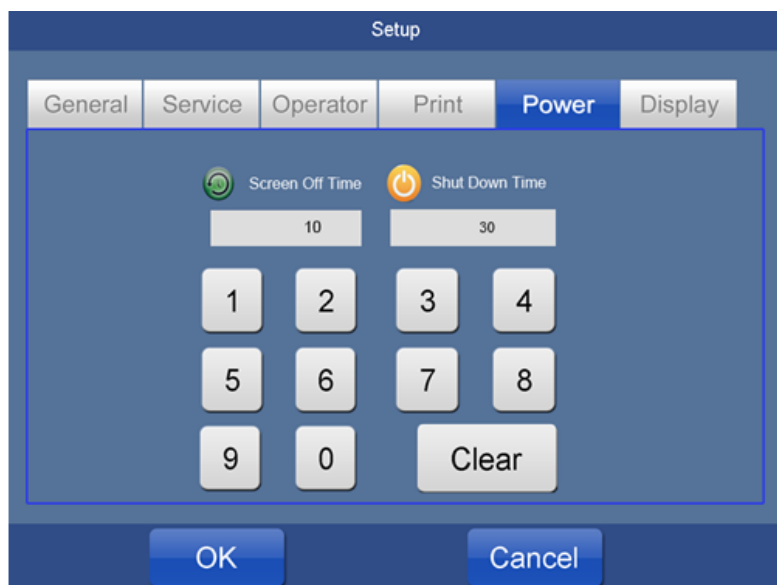 Setup
General Service Operator Print Power Display
Screen Off Time Shut Down Time
10 30
1 2 3 4
5 6 7 8
9 0 Clear
OK Cancel